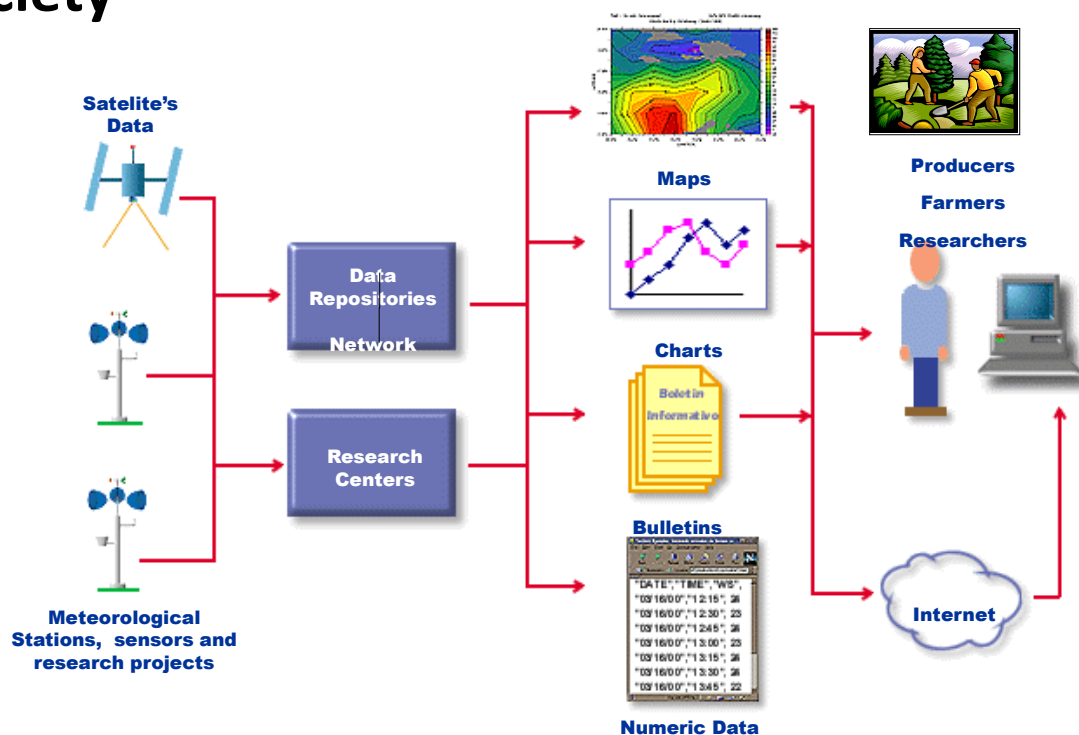 ciety
Satelite's
Data
Meteorological
Stations, sensors and
research projects
Data
Repositories
Network
Research
Centers
Maps
Charts
Boletin
Informativo
Bulletins
"DATE","TIME","WS",
"03/16/00","12:15", 26
"03/16/00","12:30", 23
"03/16/00","12:45", 26
"03/16/00","13:00", 23
"03/16/00","13:15", 26
"03/16/00","13:30", 26
"03/16/00","13:45", 22
Numeric Data
Producers
Farmers
Researchers
Internet